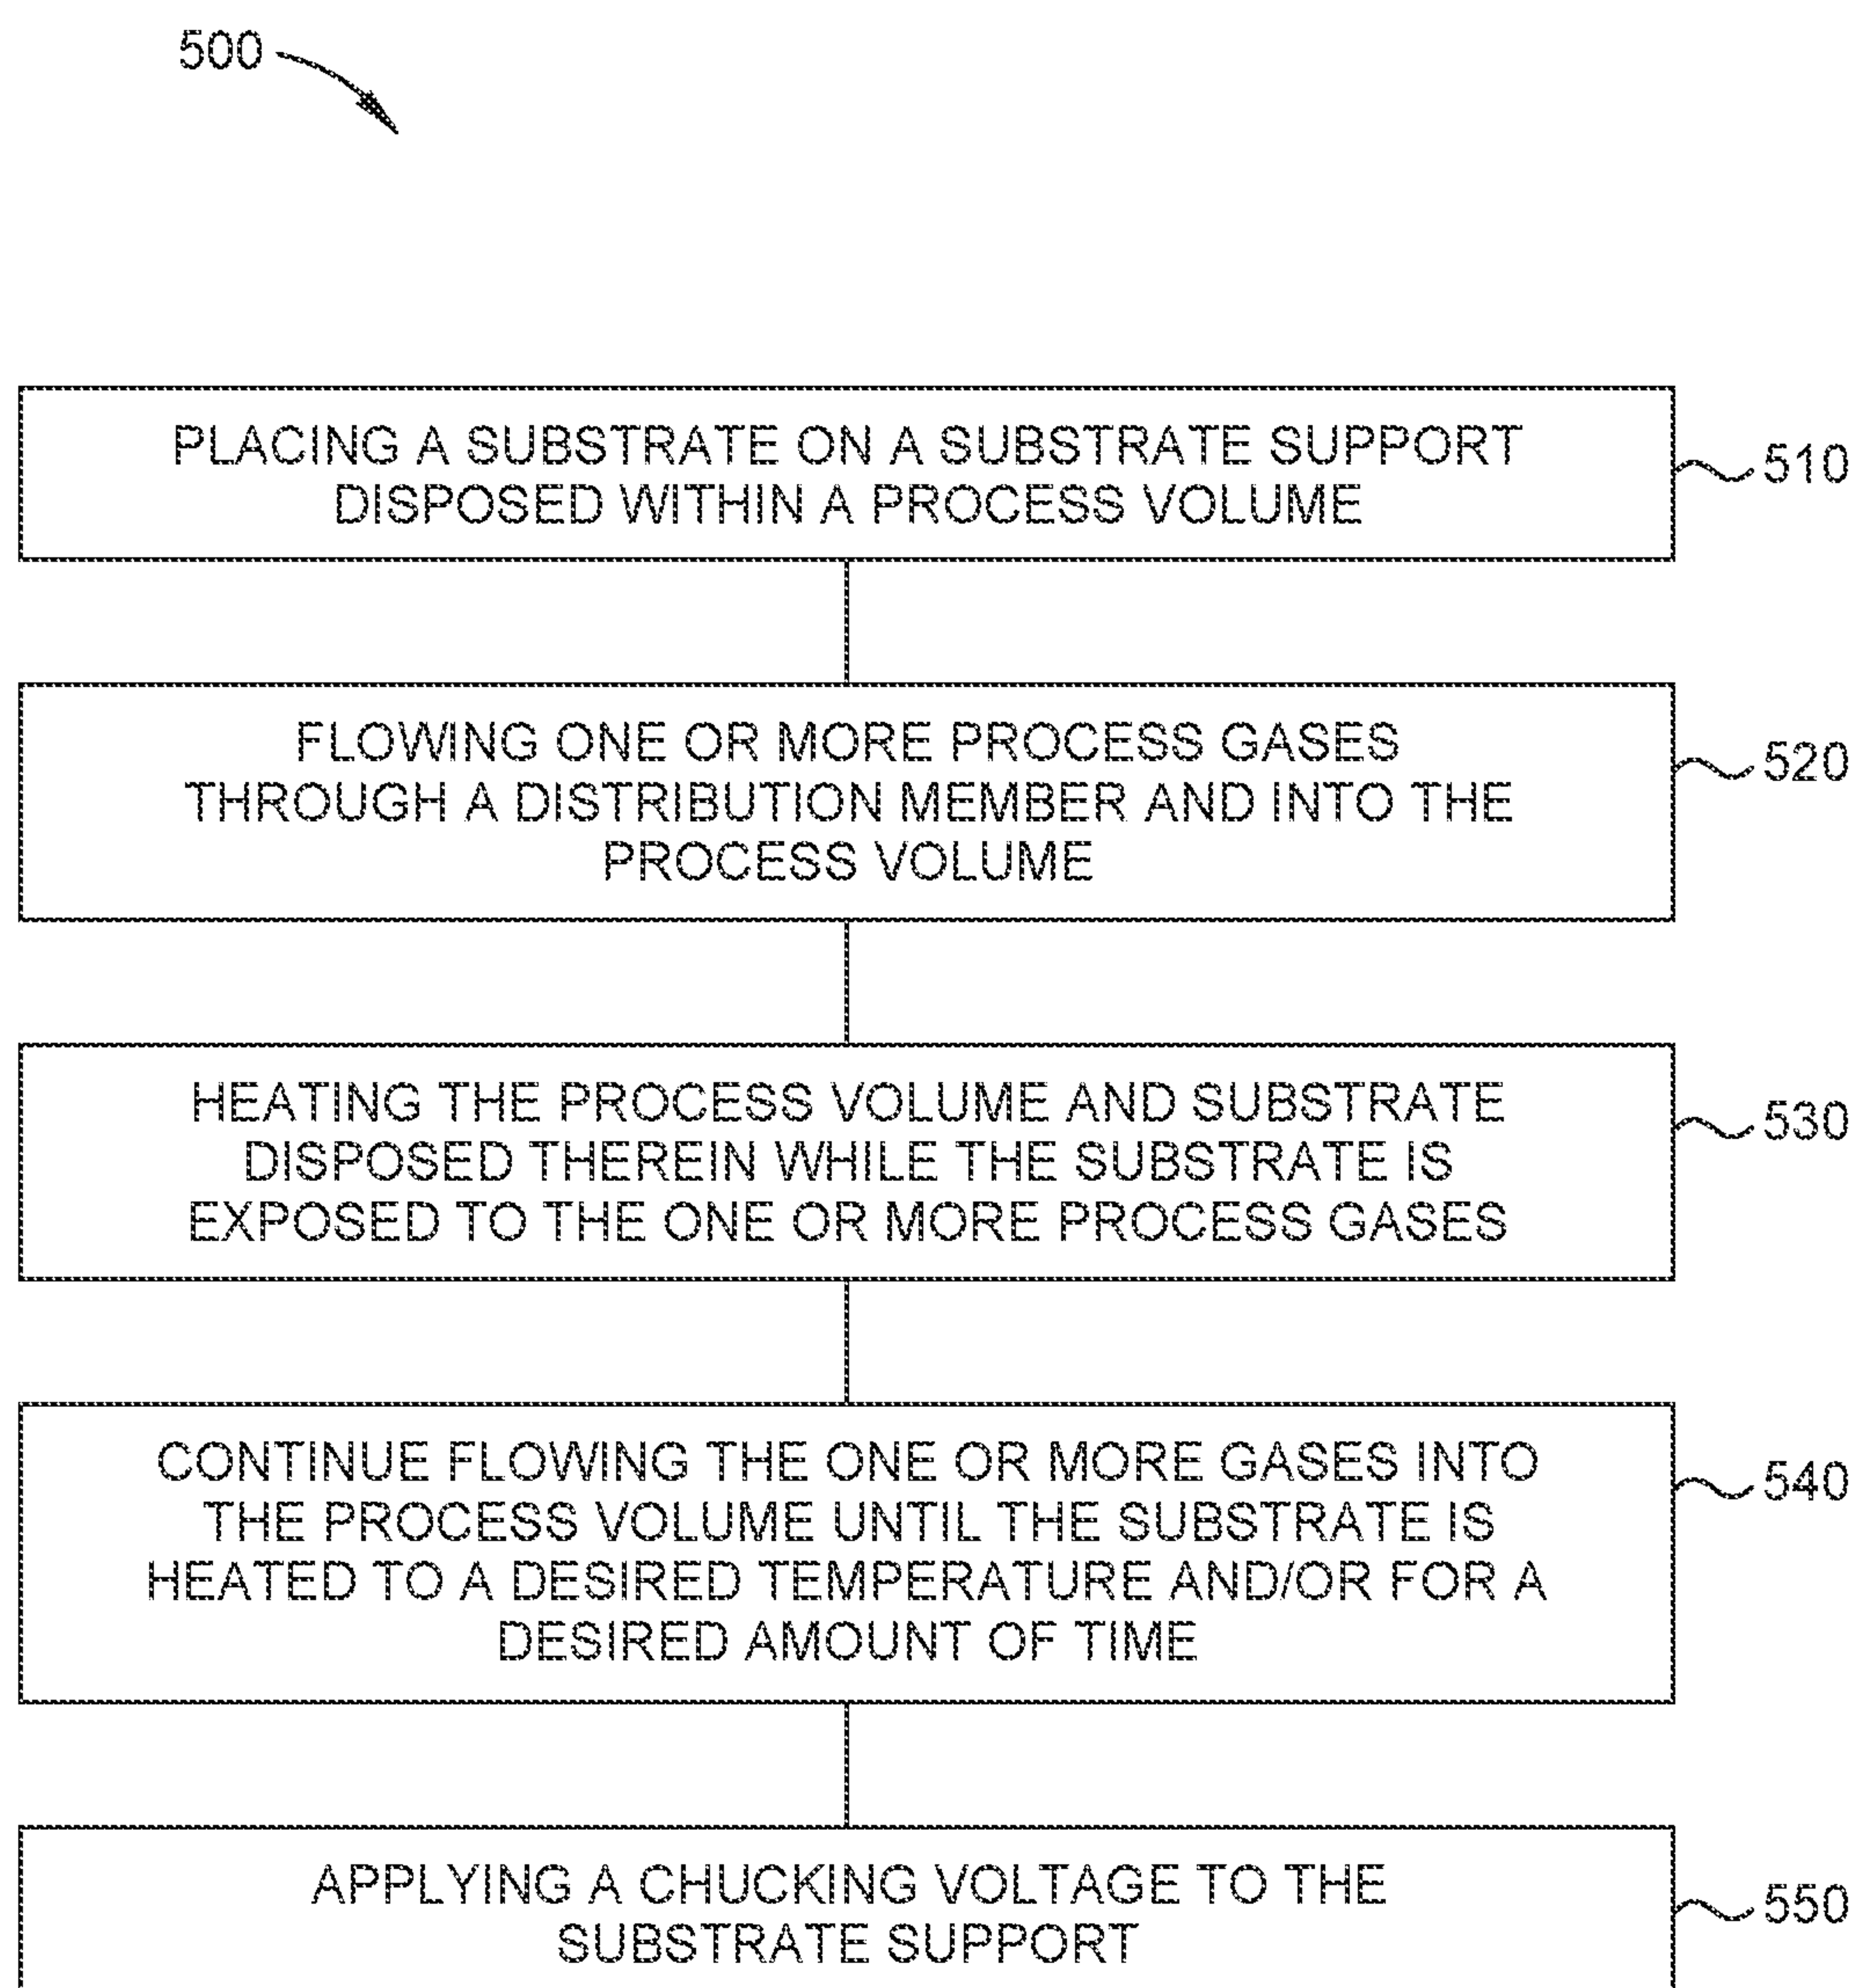 500
PLACING A SUBSTRATE ON A SUBSTRATE SUPPORT
DISPOSED WITHIN A PROCESS VOLUME
510
FLOWING ONE OR MORE PROCESS GASES
THROUGH A DISTRIBUTION MEMBER AND INTO THE
PROCESS VOLUME
520
HEATING THE PROCESS VOLUME AND SUBSTRATE
DISPOSED THEREIN WHILE THE SUBSTRATE IS
EXPOSED TO THE ONE OR MORE PROCESS GASES
530
CONTINUE FLOWING THE ONE OR MORE GASES INTO
THE PROCESS VOLUME UNTIL THE SUBSTRATE IS
HEATED TO A DESIRED TEMPERATURE AND/OR FOR A
DESIRED AMOUNT OF TIME
540
APPLYING A CHUCKING VOLTAGE TO THE
SUBSTRATE SUPPORT
550